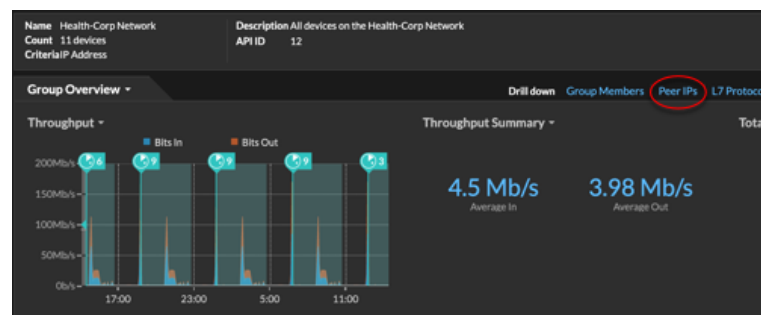 Name Health-Corp Network
Count 11 devices
CriteriaIP Address
Description All devices on the Health-Corp Network
API ID 12
Group Overview
Drill down Group Members Peer IPs L7 Protoco
Throughput
Bits In Bits Out
200Mb/s
150Mb/s
100Mb/s
50Mb/s
0b/s
6 9 9 9 3
17:00 23:00 5:00 11:00
Throughput Summary
4.5 Mb/s
Average In
3.98 Mb/s
Average Out
Tota